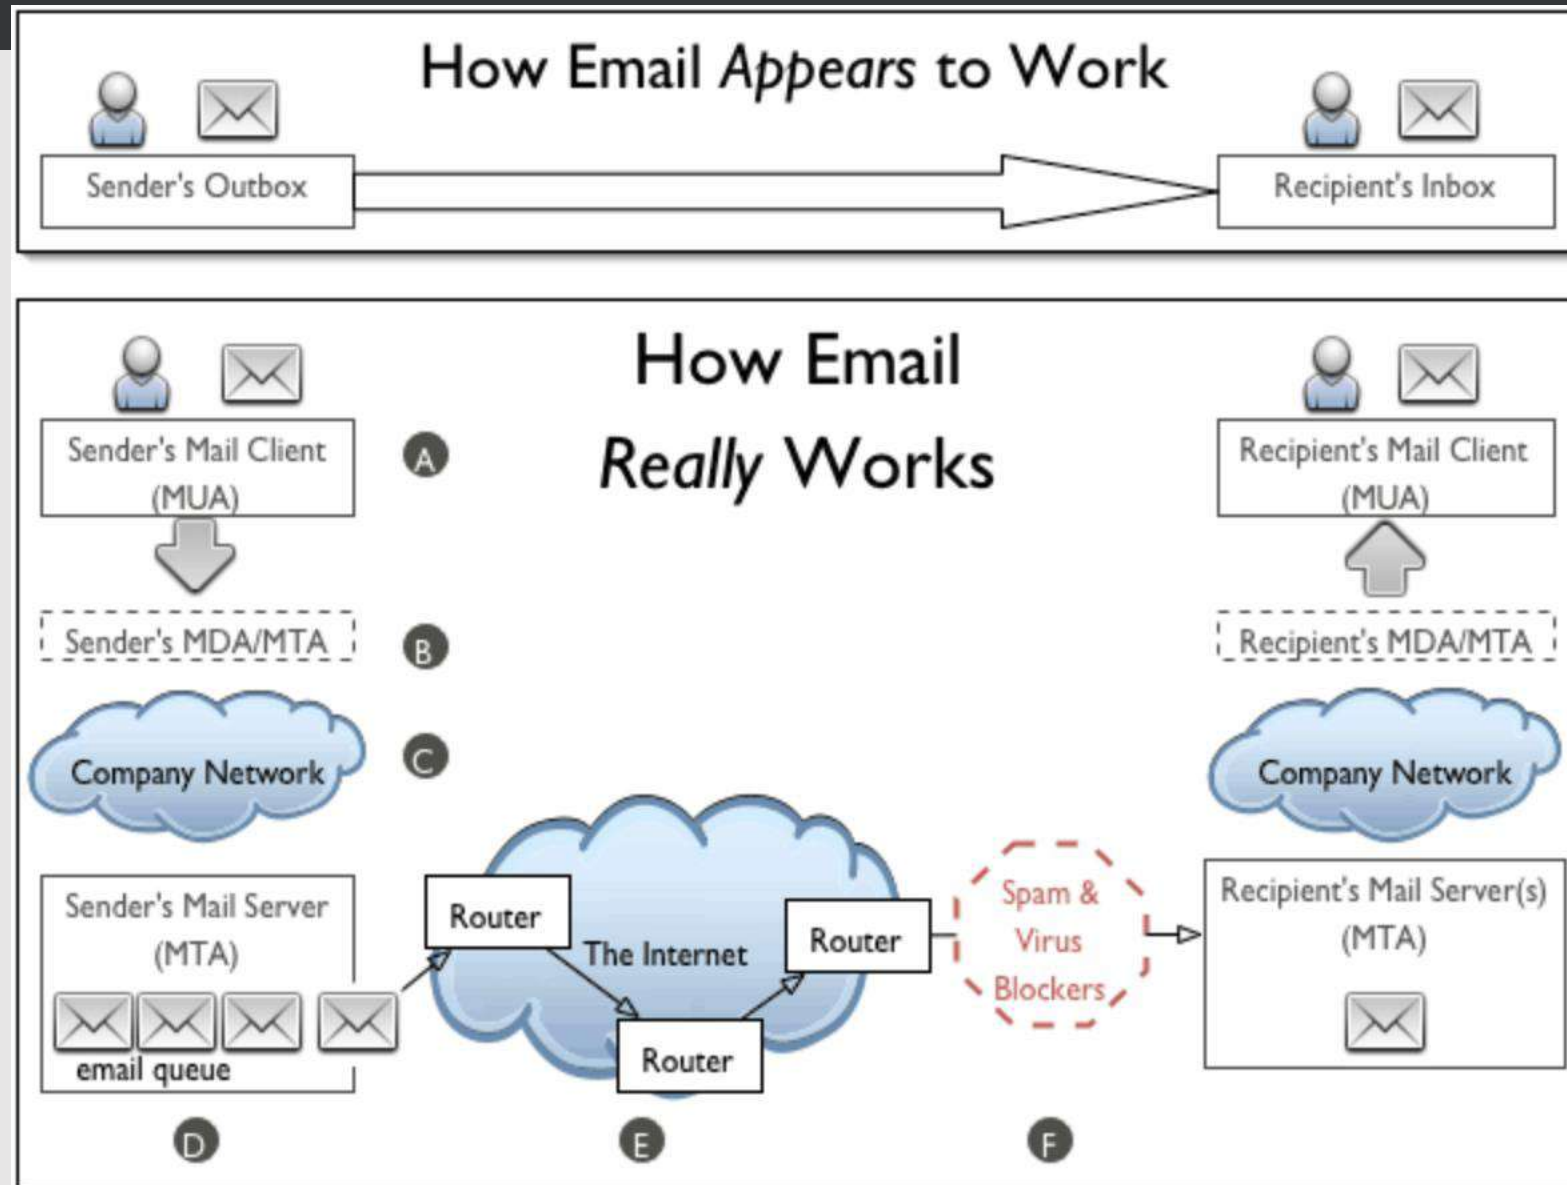 How Email Appears to Work
Sender's Outbox
Recipient's Inbox
How Email
Really Works
Sender's Mail Client
(MUA)
A
Recipient's Mail Client
(MUA)
Sender's MDA/MTA
B
Recipient's MDA/MTA
Company Network
C
Company Network
Sender's Mail Server
(MTA)
email queue
Router
The Internet
Router
Router
Spam &
Virus
Blockers
Recipient's Mail Server(s)
(MTA)
D
E
F